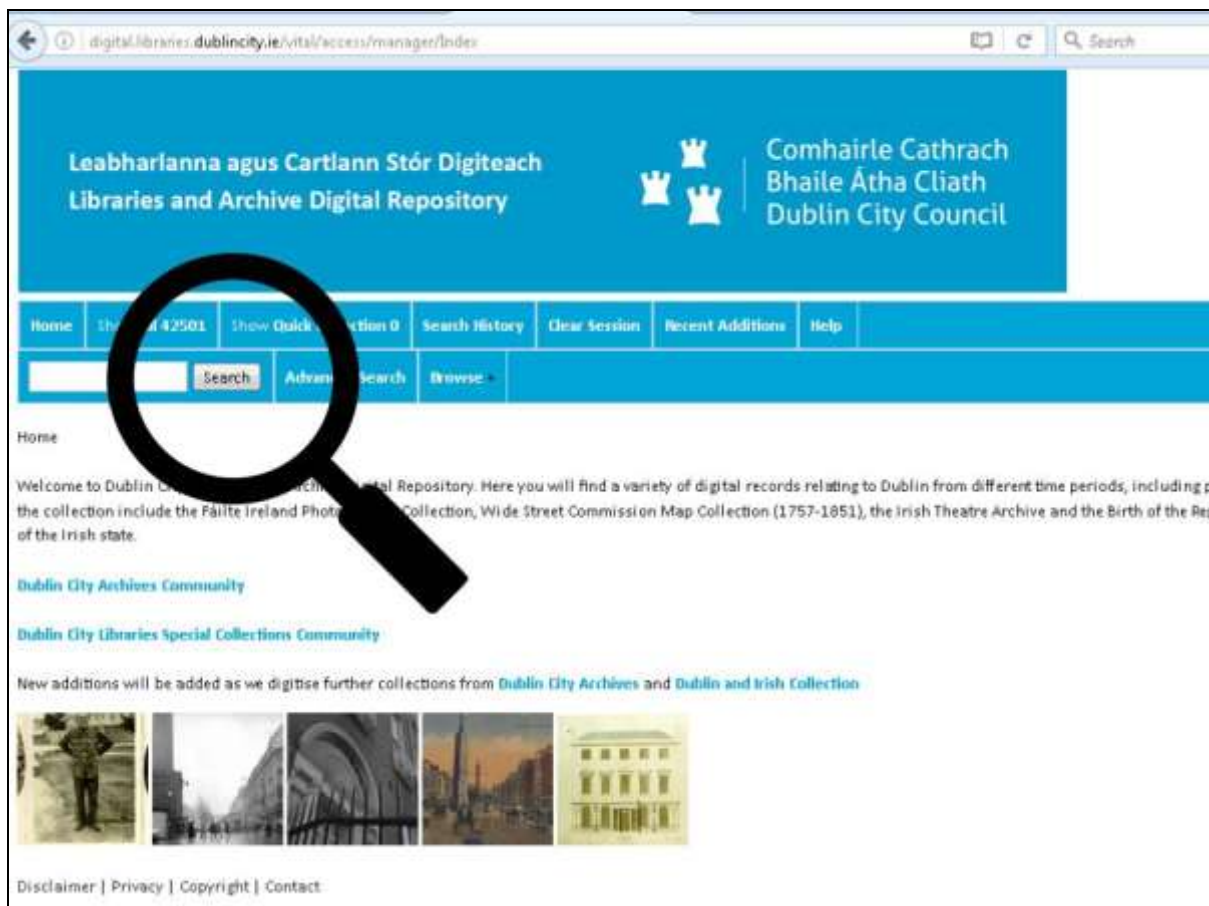 digital.libraries.dublincity.ie/vital/access/manager/Index
Search
Leabharlanna agus Cartlann Stór Digiteach
Libraries and Archive Digital Repository
Comhairle Cathrach
Bhaile Átha Cliath
Dublin City Council
Home
42501
Show Quick
0
Search History
Clear Session
Recent Additions
Help
Search
Search
Browse
Home
Welcome to Dublin Repository. Here you will find a variety of digital records relating to Dublin from different time periods, including
the collection include the Fáilte Ireland Collection, Wide Street Commission Map Collection (1757-1851), the Irish Theatre Archive and the Birth of the
of the Irish state.
Dublin City Archives Community
Dublin City Libraries Special Collections Community
New additions will be added as we digitise further collections from Dublin City Archives and Dublin and Irish Collection
Disclaimer | Privacy | Copyright | Contact